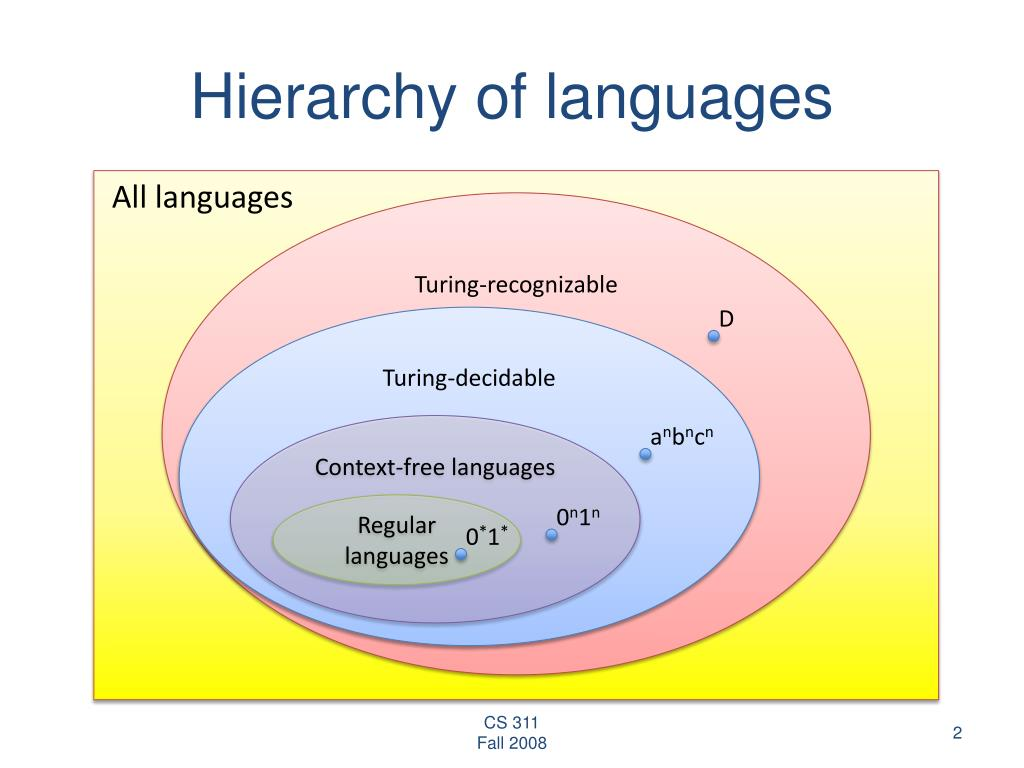 Hierarchy of languages
All languages
Turing-recognizable
D
Turing-decidable
aⁿbⁿcⁿ
Context-free languages
0ⁿ1ⁿ
Regular
languages
0*1*
CS 311
Fall 2008
2